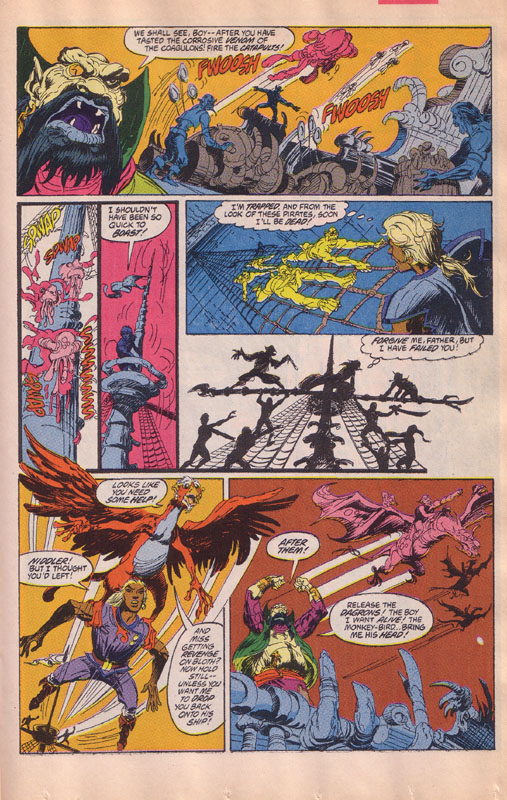 WE SHALL SEE, BOY--AFTER YOU HAVE
TASTED THE CORROSIVE VENOM OF
THE COAGULONS! FIRE THE CATAPULTS!
FWOOSH
FWOOSH
SPWAP
SPWAP
SPWAP
I SHOULDN'T
HAVE BEEN SO
QUICK TO
BOAST!
I'M TRAPPED. AND FROM THE
LOOK OF THESE PIRATES, SOON
I'LL BE DEAD!
FORGIVE ME, FATHER, BUT
I HAVE FAILED YOU!
LOOKS LIKE
YOU NEED
SOME HELP!
NIDDLER!
BUT I THOUGHT
YOU'D LEFT!
AND
MISS
GETTING
REVENGE
ON BLOTH?
NOW HOLD
STILL--
UNLESS YOU
WANT ME
TO DROP
YOU BACK
ONTO HIS
SHIP!
AFTER
THEM!
RELEASE
THE DAGRONS! THE BOY
I WANT ALIVE! THE
MONKEY-BIRD...BRING
ME HIS HEAD!